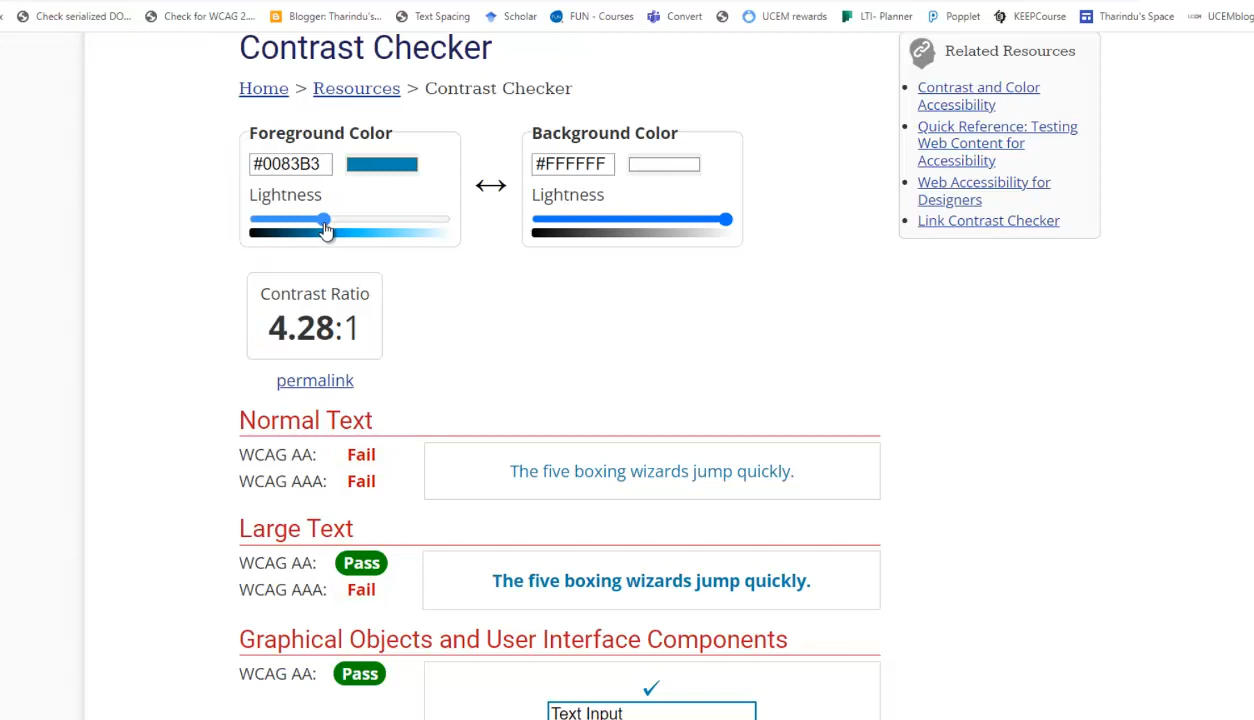 Check serialized DO...
Check for WCAG 2....
Blogger: Tharindu's...
Text Spacing
Scholar
FUN - Courses
Convert
UCEM rewards
LTI- Planner
Popplet
KEEPCourse
Tharindu's Space
UCEMblog
Contrast Checker
Home > Resources > Contrast Checker
Foreground Color
#0083B3
Lightness
Background Color
#FFFFFF
Lightness
Contrast Ratio
4.28:1
permalink
Normal Text
WCAG AA: Fail
WCAG AAA: Fail
The five boxing wizards jump quickly.
Large Text
WCAG AA: Pass
WCAG AAA: Fail
The five boxing wizards jump quickly.
Graphical Objects and User Interface Components
WCAG AA: Pass
Text Input
Related Resources
Contrast and Color
Accessibility
Quick Reference: Testing
Web Content for
Accessibility
Web Accessibility for
Designers
Link Contrast Checker